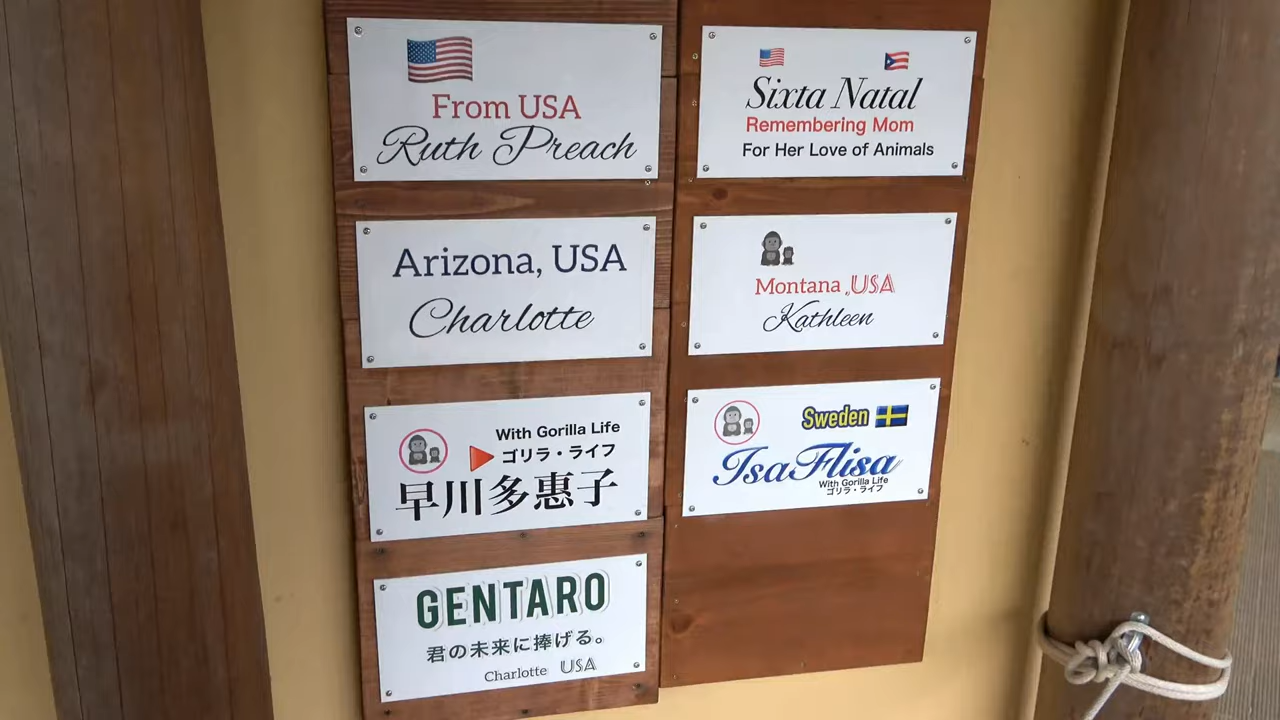 From USA
Ruth Preach
Arizona, USA
Charlotte
With Gorilla Life
ゴリラ・ライフ
早川多惠子
GENTARO
君の未来に捧げる。
Charlotte USA
Sixta Natal
Remembering Mom
For Her Love of Animals
Montana ,USA
Kathleen
Sweden
IsaFlisa
With Gorilla Life
ゴリラ・ライフ